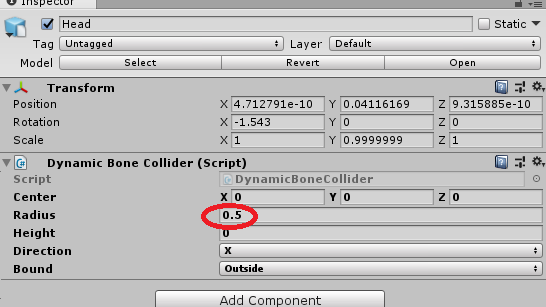 Inspector
Head
Static
Tag Untagged Layer Default
Model Select Revert Open
Transform
Position X 4.712791e-10 Y 0.04116169 Z 9.315885e-10
Rotation X -1.543 Y 0 Z 0
Scale X 1 Y 0.9999999 Z 1
Dynamic Bone Collider (Script)
Script DynamicBoneCollider
Center X 0 Y 0 Z 0
Radius 0.5
Height 0
Direction X
Bound Outside
Add Component